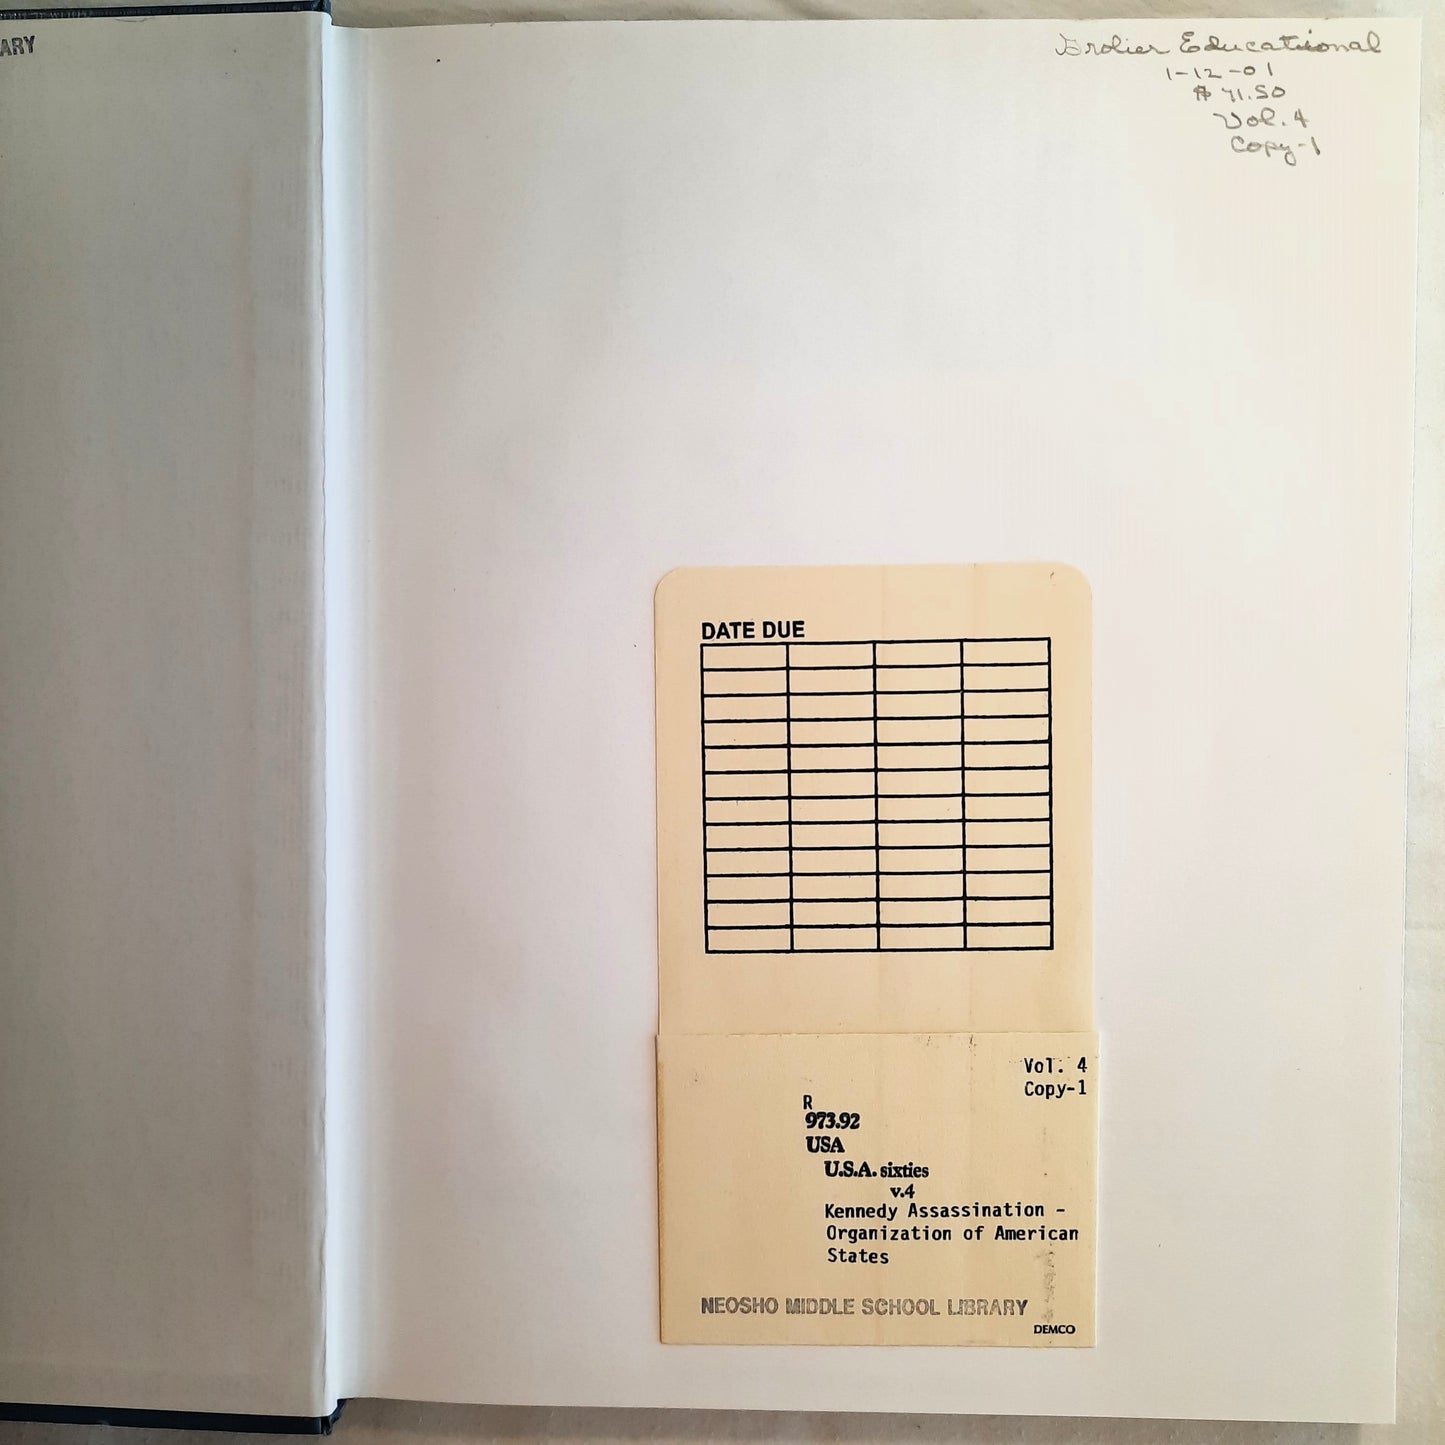 ARY
Grolier Educational
1-12-01
$41.50
Vol. 4
Copy-1
DATE DUE
Vol. 4
Copy-1
R
973.92
USA
U.S.A. sixties
v.4
Kennedy Assassination -
Organization of American
States
NEOSHO MIDDLE SCHOOL LIBRARY
DEMCO